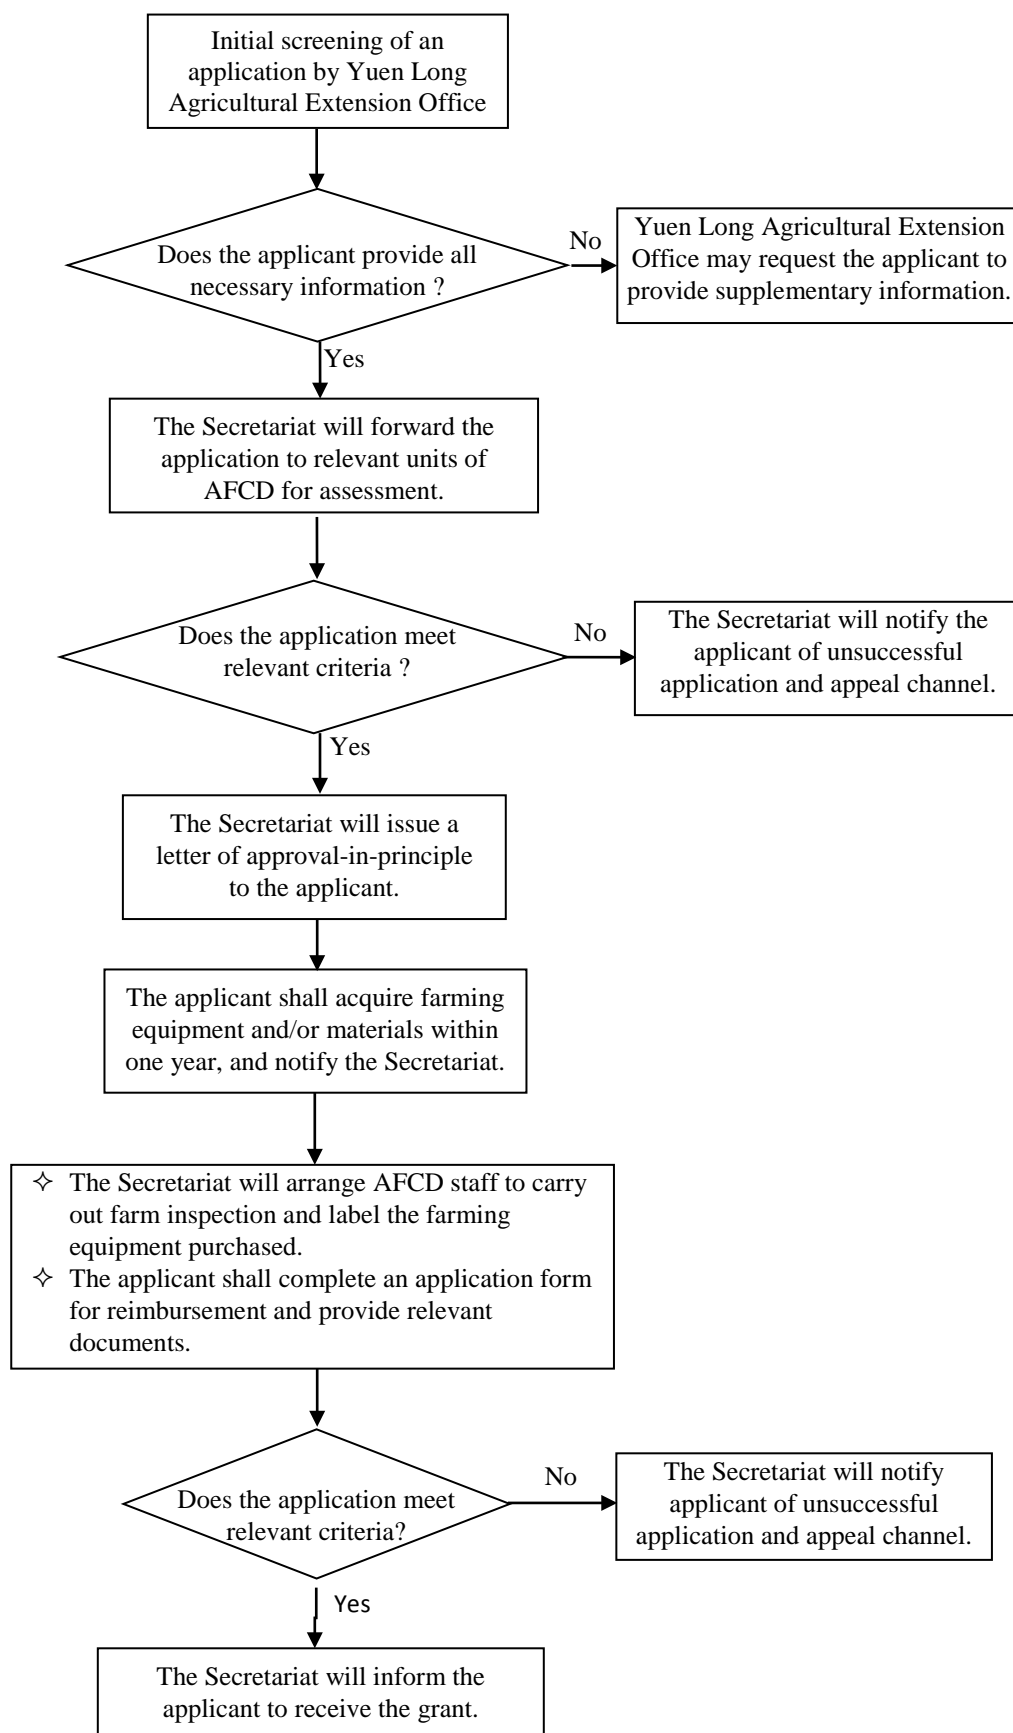 Initial screening of an
application by Yuen Long
Agricultural Extension Office
Does the applicant provide all
necessary information ?
No
Yuen Long Agricultural Extension
Office may request the applicant to
provide supplementary information.
Yes
The Secretariat will forward the
application to relevant units of
AFCD for assessment.
Does the application meet
relevant criteria ?
No
The Secretariat will notify the
applicant of unsuccessful
application and appeal channel.
Yes
The Secretariat will issue a
letter of approval-in-principle
to the applicant.
The applicant shall acquire farming
equipment and/or materials within
one year, and notify the Secretariat.
✧ The Secretariat will arrange AFCD staff to carry
out farm inspection and label the farming
equipment purchased.
✧ The applicant shall complete an application form
for reimbursement and provide relevant
documents.
Does the application meet
relevant criteria?
No
The Secretariat will notify
applicant of unsuccessful
application and appeal channel.
Yes
The Secretariat will inform the
applicant to receive the grant.